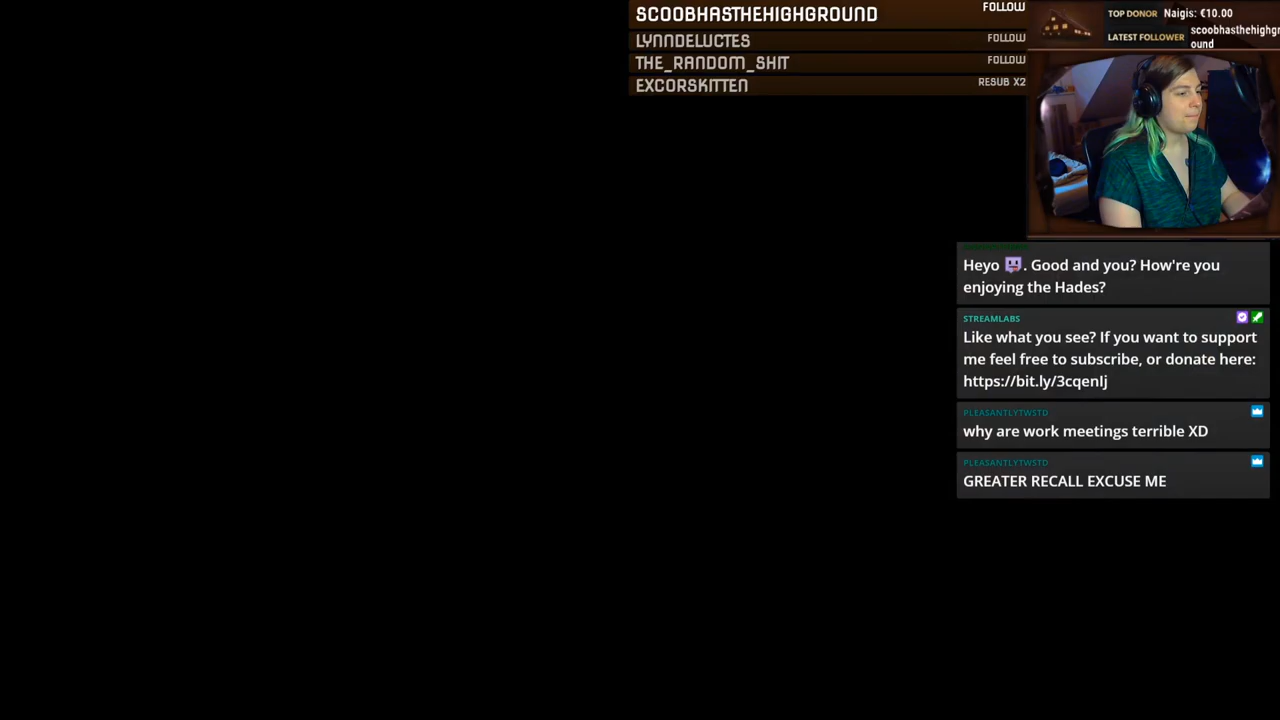 SCOOBHASTHEHIGHGROUND FOLLOW
LYNNDELUCTES FOLLOW
THE_RANDOM_SHIT FOLLOW
EXCORSKITTEN RESUB X2
TOP DONOR Naigis: €10.00
LATEST FOLLOWER scoobhasthehighgr
ound
Heyo . Good and you? How're you
enjoying the Hades?
STREAMLABS
Like what you see? If you want to support
me feel free to subscribe, or donate here:
https://bit.ly/3cqenIj
PLEASANTLYTWSTD
why are work meetings terrible XD
PLEASANTLYTWSTD
GREATER RECALL EXCUSE ME